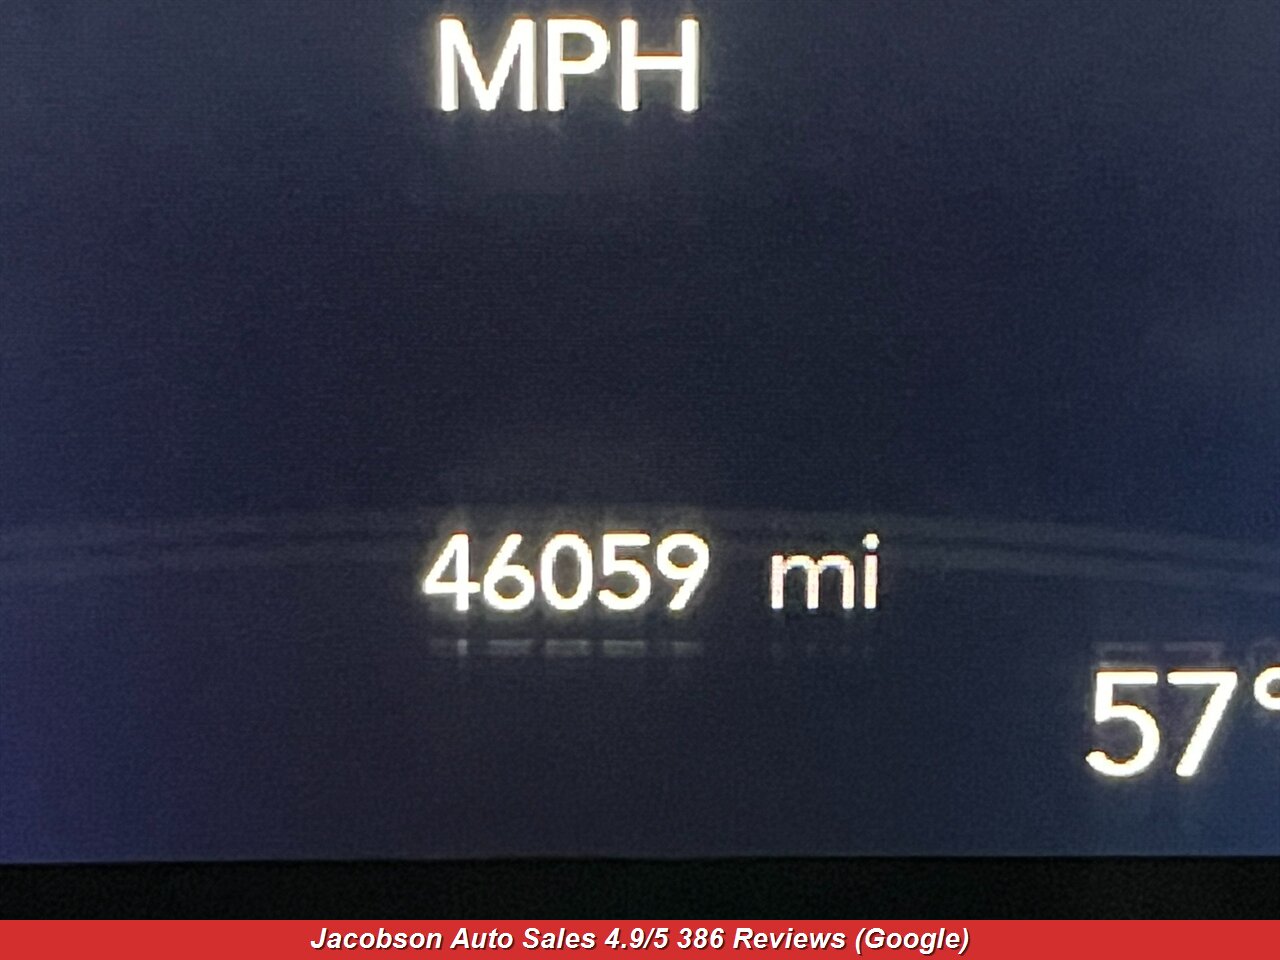 MPH
46059 mi
57°
Jacobson Auto Sales 4.9/5 386 Reviews (Google)